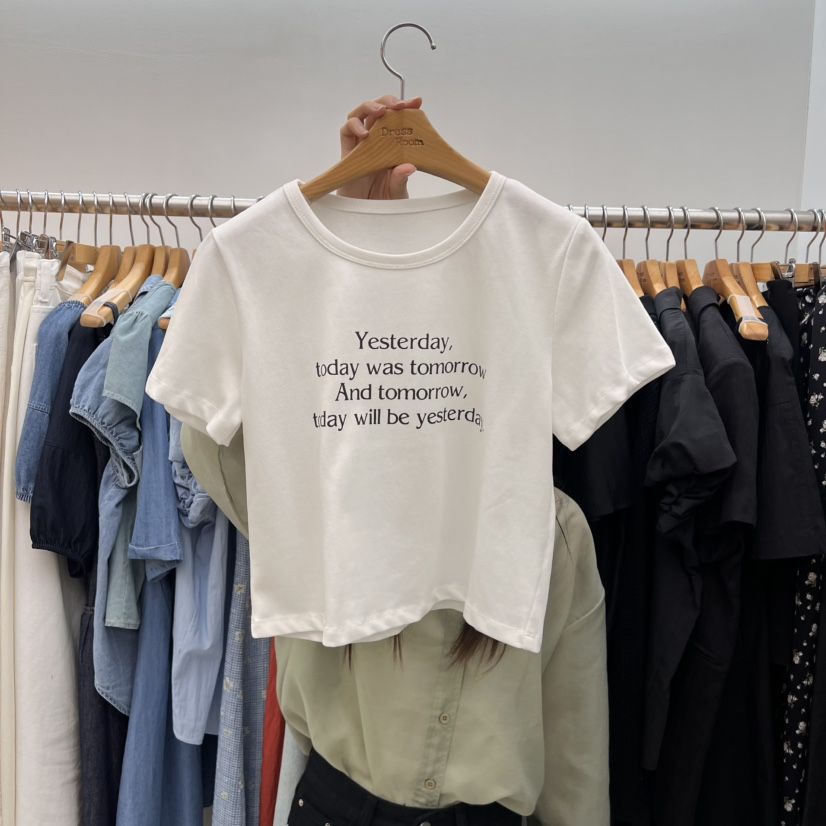 Dress
Room
Yesterday,
today was tomorrow
And tomorrow,
today will be yesterday